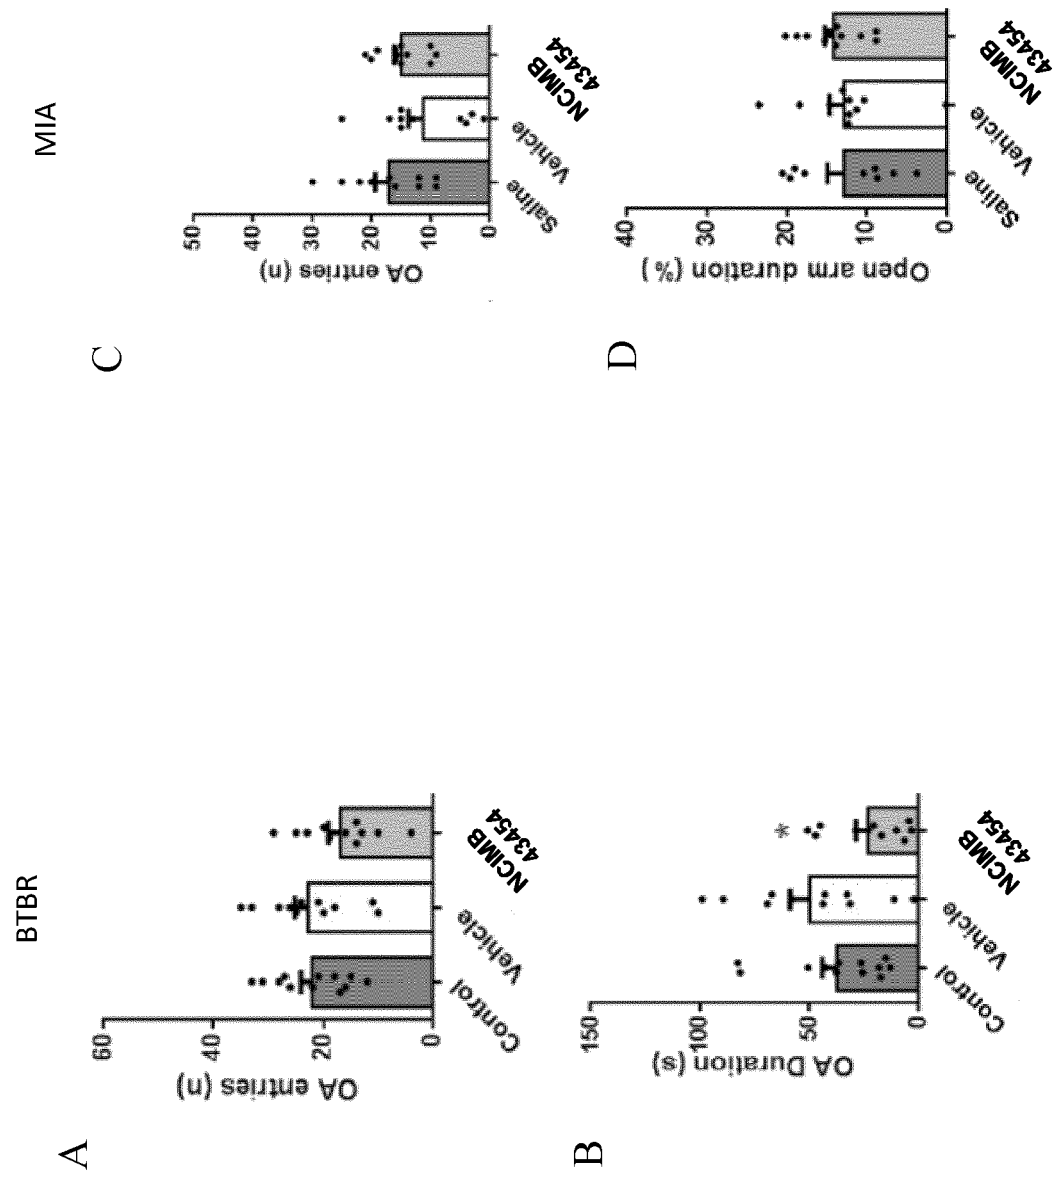 BTBR
MIA
A
OA entries (n)
60
40
20
0
Control
Vehicle
NCIMB
43454
B
OA Duration (s)
150
100
50
0
*
Control
Vehicle
NCIMB
43454
C
OA entries (n)
50
40
30
20
10
0
Saline
Vehicle
NCIMB
43454
D
Open arm duration (%)
40
30
20
10
0
Saline
Vehicle
NCIMB
43454